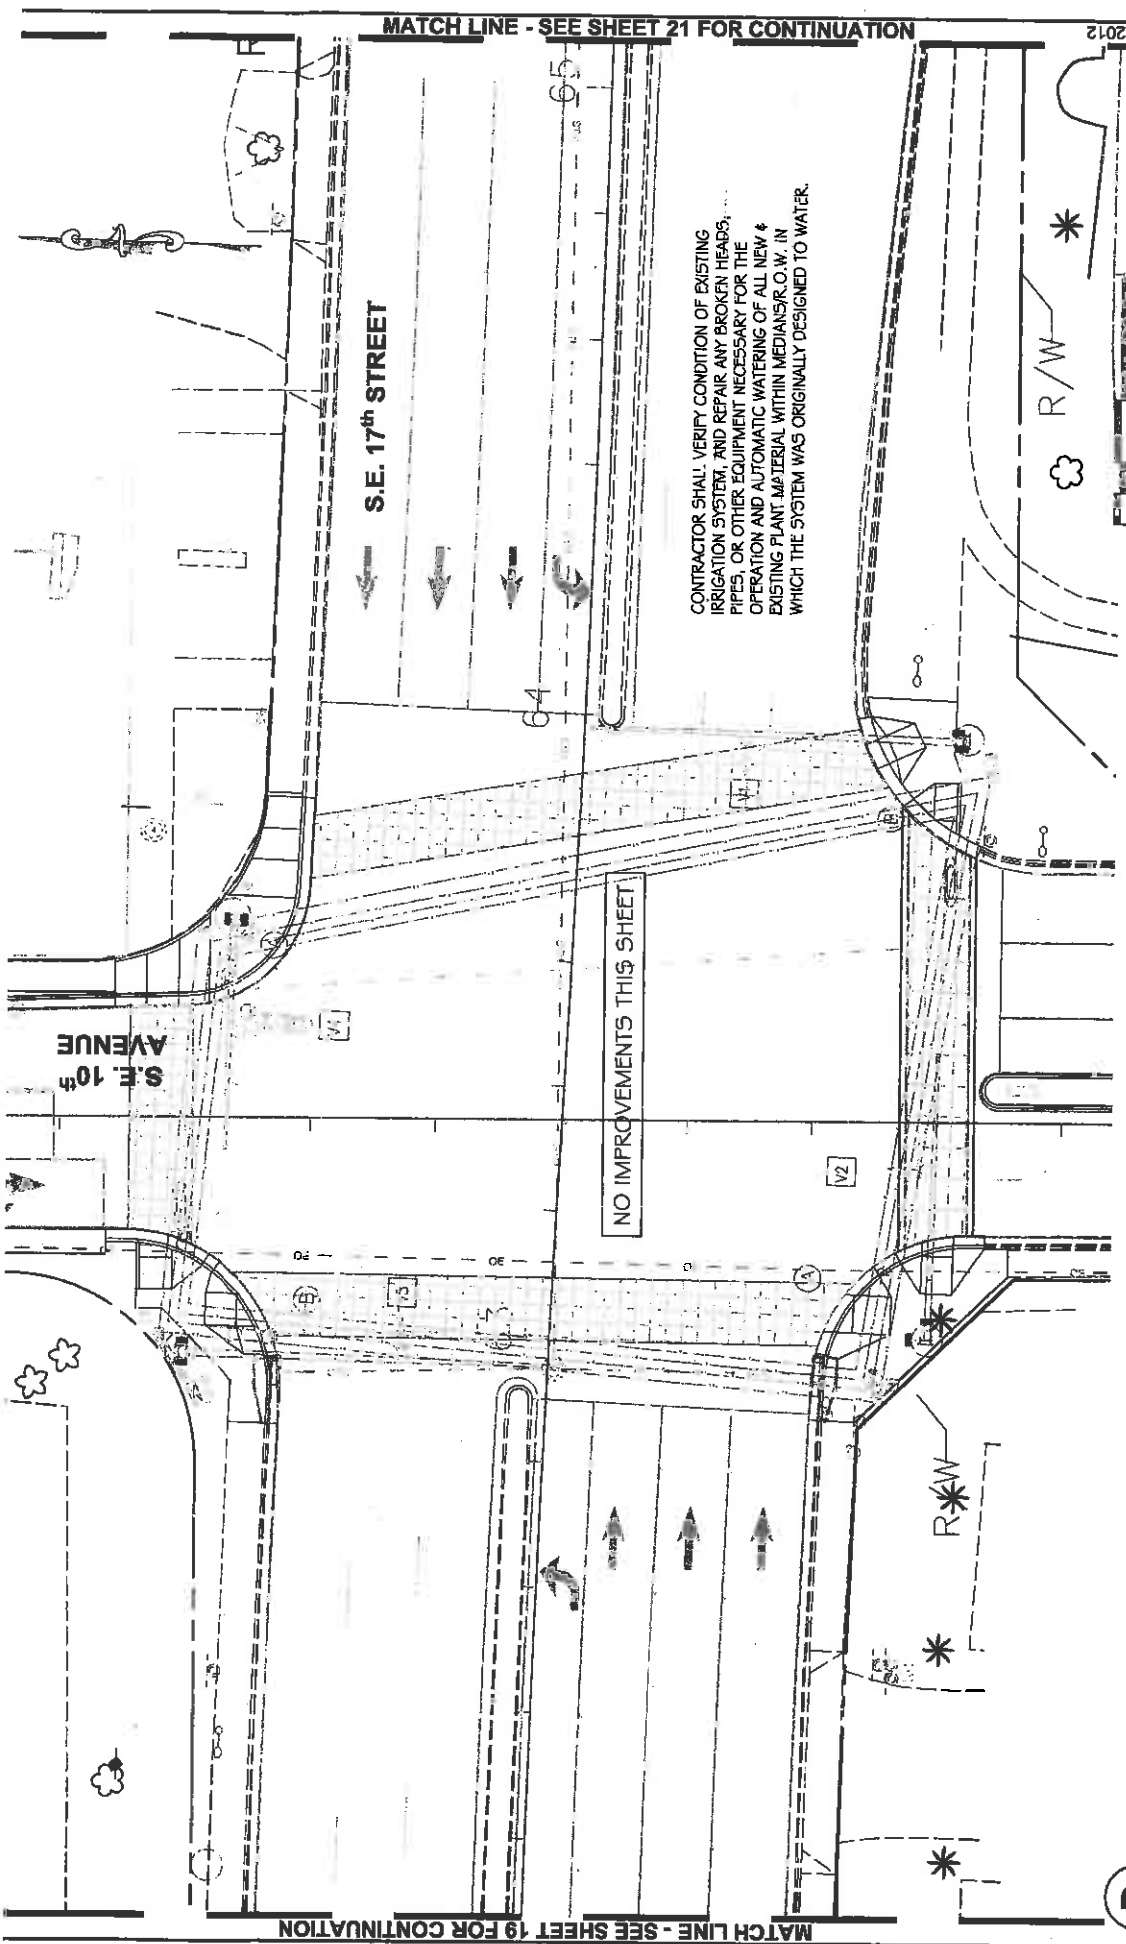 MATCH LINE - SEE SHEET 21 FOR CONTINUATION
2012
R
65
S.E. 17th STREET
CONTRACTOR SHALL VERIFY CONDITION OF EXISTING
IRRIGATION SYSTEM, AND REPAIR ANY BROKEN HEADS,
PIPES, OR OTHER EQUIPMENT NECESSARY FOR THE
OPERATION AND AUTOMATIC WATERING OF ALL NEW &
EXISTING PLANT MATERIAL WITHIN MEDIANS/R.O.W. IN
WHICH THE SYSTEM WAS ORIGINALLY DESIGNED TO WATER.
R/W
64
S.E. 10th
AVENUE
NO IMPROVEMENTS THIS SHEET
V2
OE
OE
B
A
R/W
MATCH LINE - SEE SHEET 19 FOR CONTINUATION